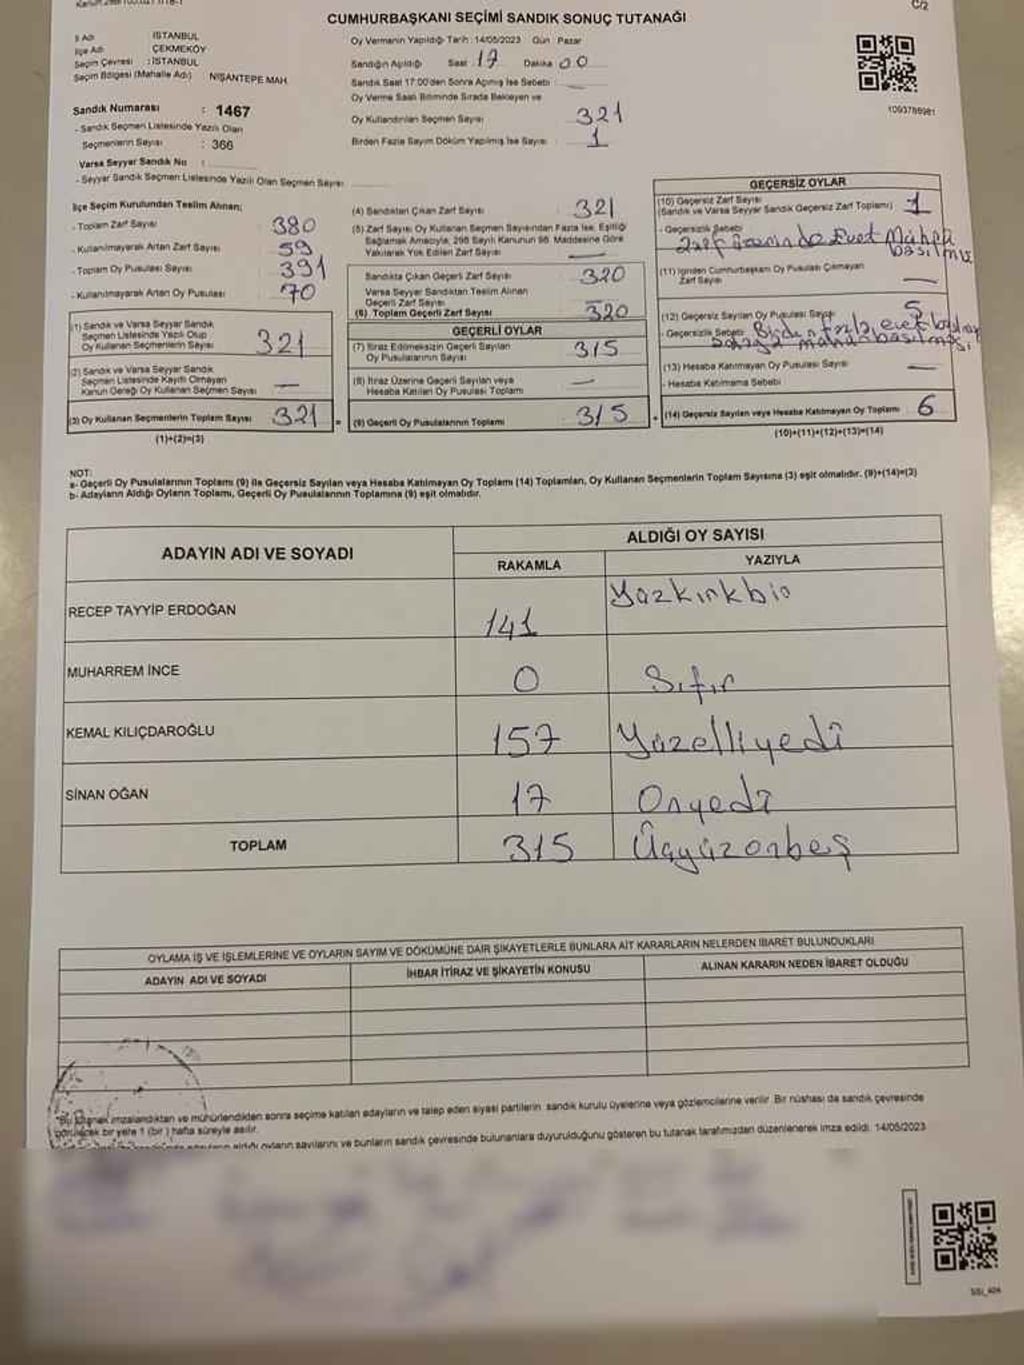 C/2
CUMHURBAŞKANI SEÇİMİ SANDIK SONUÇ TUTANAĞI
İl Adı İSTANBUL
İlçe Adı ÇEKMEKÖY
Seçim Çevresi : İSTANBUL
Seçim Bölgesi (Mahalle Adı) NİŞANTEPE MAH.
Sandık Numarası : 1467
- Sandık Seçmen Listesinde Yazılı Olan
Seçmenlerin Sayısı : 366
Varsa Seyyar Sandık No :
- Seyyar Sandık Seçmen Listesinde Yazılı Olan Seçmen Sayısı
Oy Vermenin Yapıldığı Tarih : 14/05/2023 Gün : Pazar
Sandığın Açıldığı Saat : 17 Dakika 00
Sandık Saat 17:00'den Sonra Açılmış İse Sebebi :
Oy Verme Saati Bitiminde Sırada Bekleyen ve
Oy Kullandırılan Seçmen Sayısı : 321
Birden Fazla Sayım Döküm Yapılmış İse Sayısı : 1
1093788981
İlçe Seçim Kurulundan Teslim Alınan;
- Toplam Zarf Sayısı 380
- Kullanılmayarak Artan Zarf Sayısı 59
- Toplam Oy Pusulası Sayısı 391
- Kullanılmayarak Artan Oy Pusulası 70
(1) Sandık ve Varsa Seyyar Sandık
Seçmen Listesinde Yazılı Olup
Oy Kullanan Seçmenlerin Sayısı 321
(2) Sandık ve Varsa Seyyar Sandık
Seçmen Listesinde Kayıtlı Olmayan
Kanun Gereği Oy Kullanan Seçmen Sayısı —
(3) Oy Kullanan Seçmenlerin Toplam Sayısı 321
(1)+(2)=(3)
(4) Sandıktan Çıkan Zarf Sayısı 321
(5) Zarf Sayısı Oy Kullanan Seçmen Sayısından Fazla İse, Eşitliği
Sağlamak Amacıyla, 298 Sayılı Kanunun 98. Maddesine Göre
Yakılarak Yok Edilen Zarf Sayısı —
Sandıkta Çıkan Geçerli Zarf Sayısı 320
Varsa Seyyar Sandıktan Teslim Alınan
Geçerli Zarf Sayısı
(6) Toplam Geçerli Zarf Sayısı 320
GEÇERLİ OYLAR
(7) İtiraz Edilmeksizin Geçerli Sayılan
Oy Pusulalarının Sayısı 315
(8) İtiraz Üzerine Geçerli Sayılan veya
Hesaba Katılan Oy Pusulası Toplamı —
(9) Geçerli Oy Pusulalarının Toplamı 315
GEÇERSİZ OYLAR
(10) Geçersiz Zarf Sayısı
(Sandık ve Varsa Seyyar Sandık Geçersiz Zarf Toplamı) 1
- Geçersizlik Sebebi
Zarf üzerinde Evet Mühрü
basılmış
(11) İçinden Cumhurbaşkanı Oy Pusulası Çıkmayan
Zarf Sayısı —
(12) Geçersiz Sayılan Oy Pusulası Sayısı 5
- Geçersizlik Sebebi Birden fazla evet
(13) Hesaba Katılmayan Oy Pusulası Sayısı —
- Hesaba Katılmama Sebebi
(14) Geçersiz Sayılan veya Hesaba Katılmayan Oy Toplamı 6
(10)+(11)+(12)+(13)=(14)
NOT:
a- Geçerli Oy Pusulalarının Toplamı (9) ile Geçersiz Sayılan veya Hesaba Katılmayan Oy Toplamı (14) Toplamları, Oy Kullanan Seçmenlerin Toplam Sayısına (3) eşit olmalıdır. (9)+(14)=(3)
b- Adayların Aldığı Oyların Toplamı, Geçerli Oy Pusulalarının Toplamına (9) eşit olmalıdır.
ADAYIN ADI VE SOYADI ALDIĞI OY SAYISI
RAKAMLA YAZIYLA
RECEP TAYYİP ERDOĞAN 141 Yüzkırkbir
MUHARREM İNCE 0 Sıfır
KEMAL KILIÇDAROĞLU 157 Yüzelliyedi
SİNAN OĞAN 17 Onyedi
TOPLAM 315 Üçyüzonbeş
OYLAMA İŞ VE İŞLEMLERİNE VE OYLARIN SAYIM VE DÖKÜMÜNE DAİR ŞİKAYETLERLE BUNLARA AİT KARARLARIN NELERDEN İBARET BULUNDUKLARI
ADAYIN ADI VE SOYADI İHBAR İTİRAZ VE ŞİKAYETİN KONUSU ALINAN KARARIN NEDEN İBARET OLDUĞU
imzalandıktan ve mühürlendikten sonra seçime katılan adayların ve talep eden siyasi partilerin sandık kurulu üyelerine veya gözlemcilerine verilir. Bir nüshası da sandık çevresinde
görülecek bir yere 1 (bir) hafta süreyle asılır.
aldığı oyların sayılarını ve bunların sandık çevresinde bulunanlara duyurulduğunu gösteren bu tutanak tarafımızdan düzenlenerek imza edildi. 14/05/2023